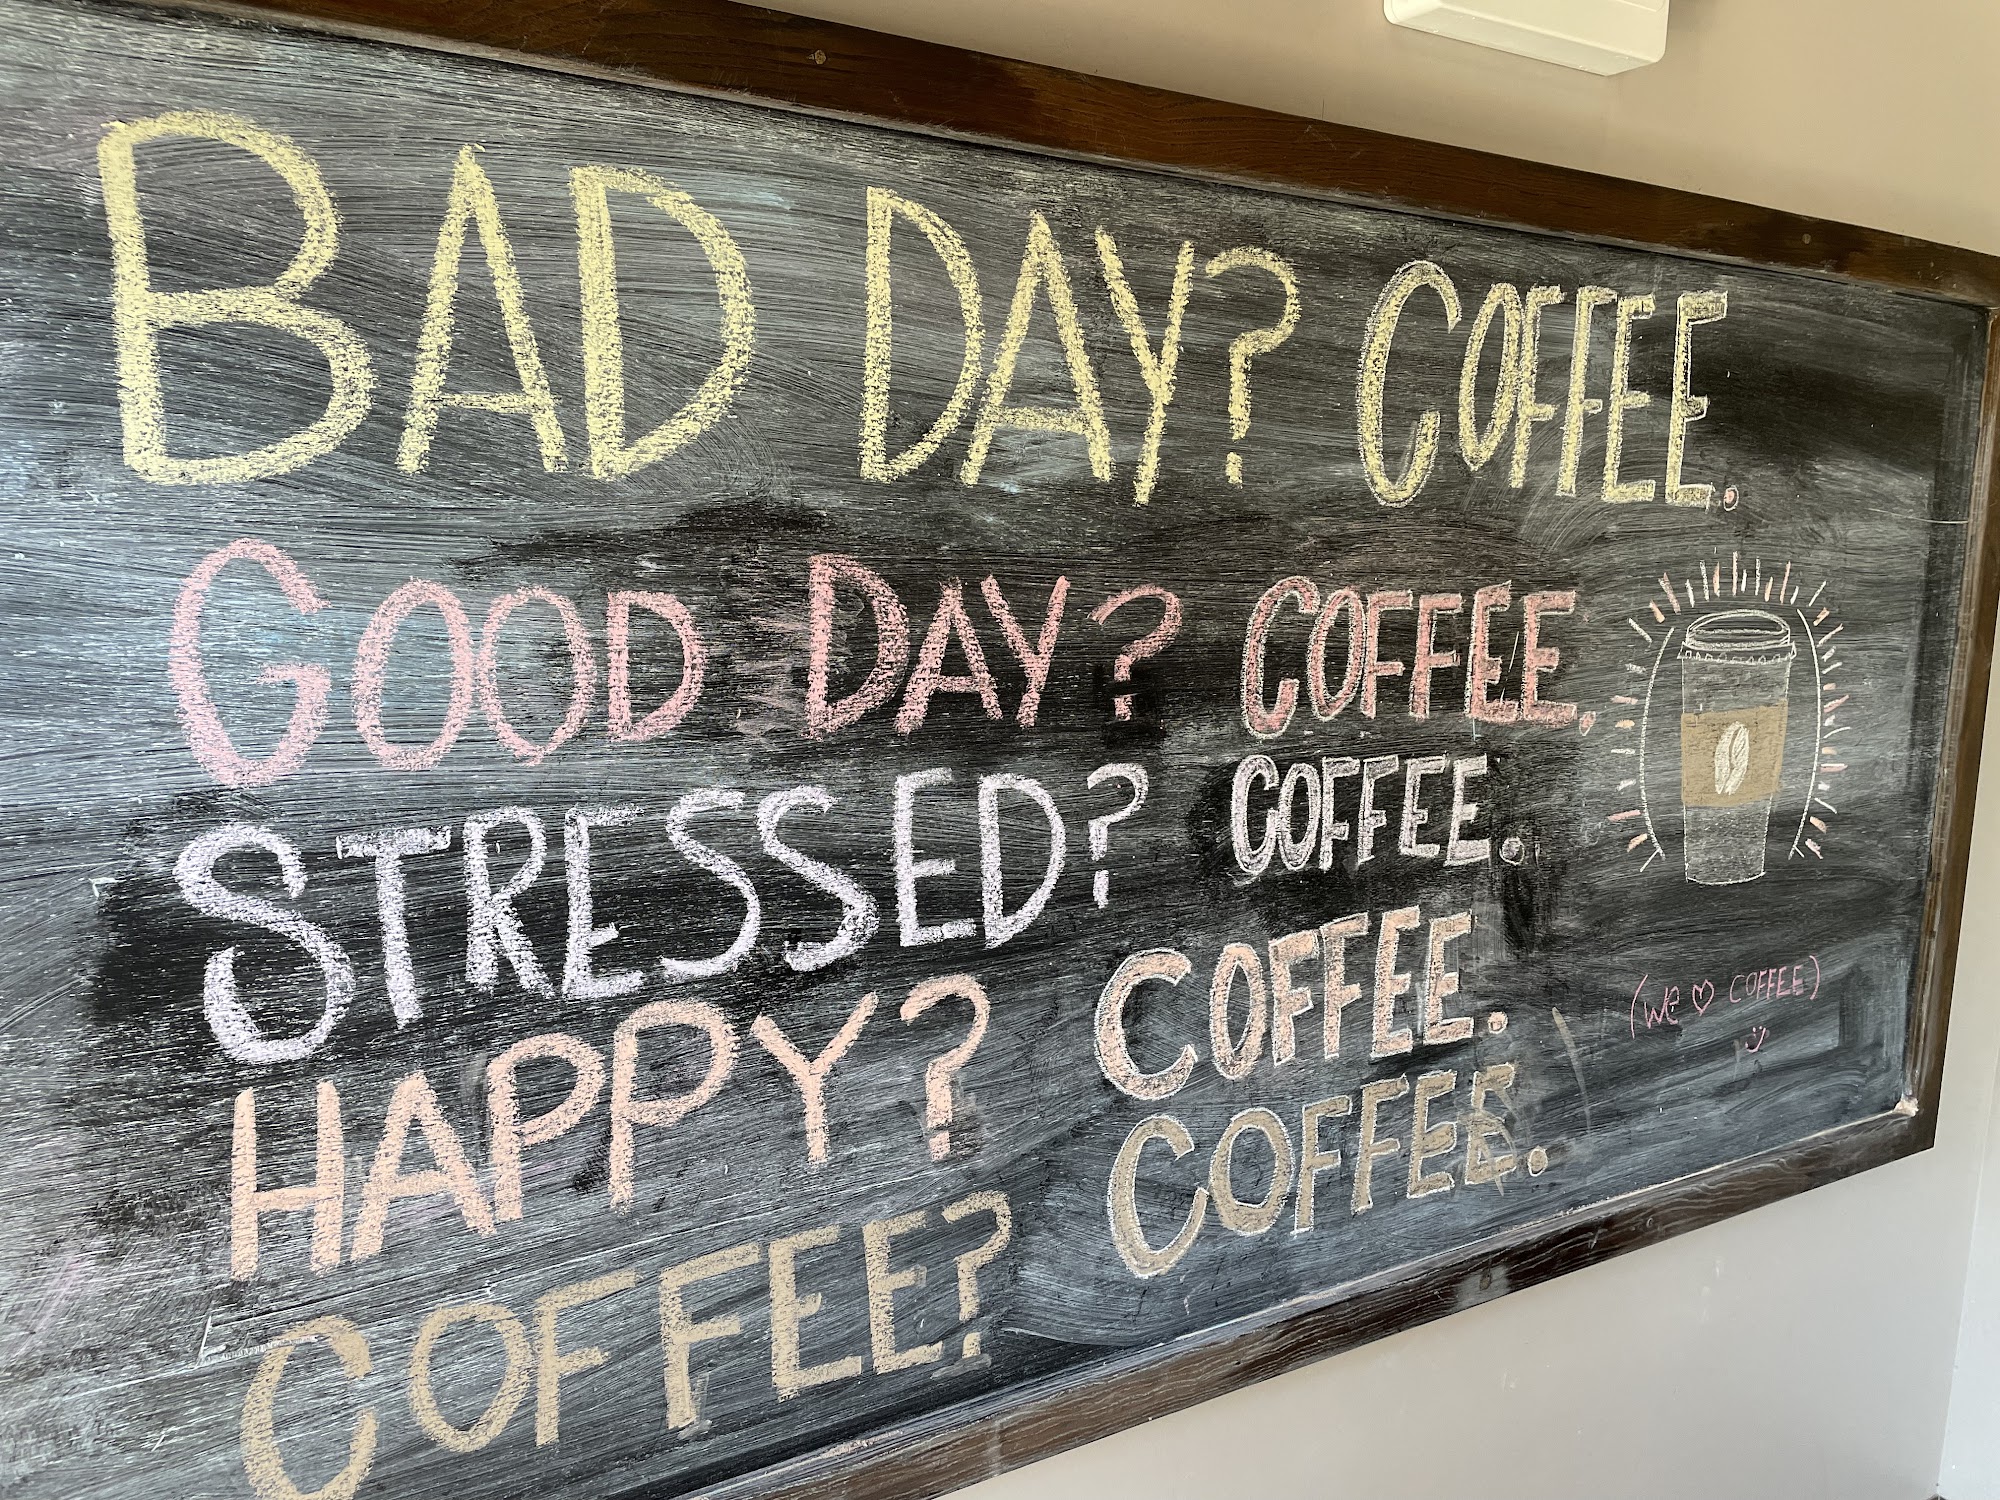 BAD DAY? COFFEE.
GOOD DAY? COFFEE.
STRESSED? COFFEE.
HAPPY? COFFEE.
COFFEE? COFFEE.
(WE ♡ COFFEE)
:)